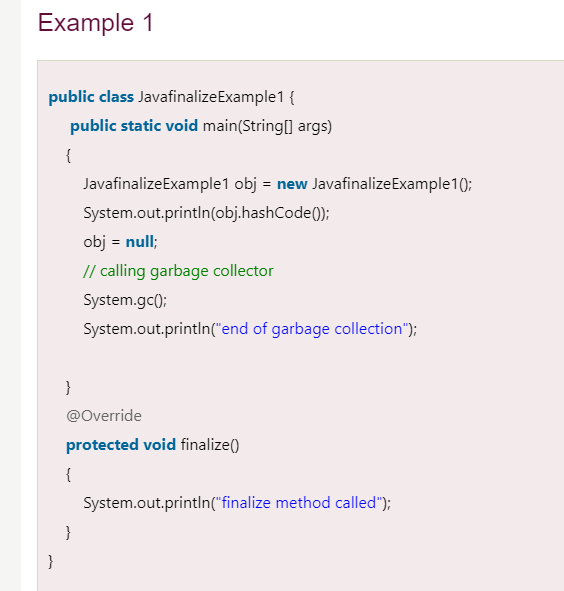 Example 1
public class JavafinalizeExample1 {
public static void main(String[] args)
{
JavafinalizeExample1 obj = new JavafinalizeExample1();
System.out.println(obj.hashCode());
obj = null;
// calling garbage collector
System.gc();
System.out.println("end of garbage collection");
}
@Override
protected void finalize()
{
System.out.println("finalize method called");
}
}